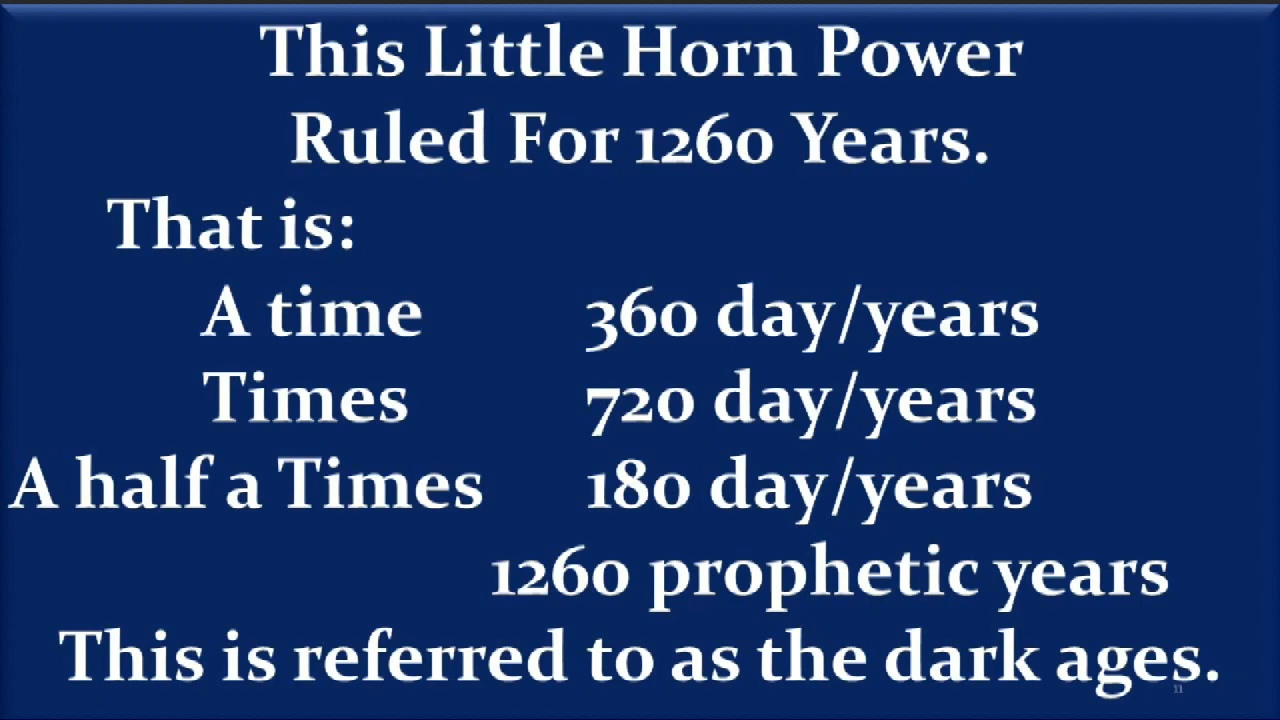 This Little Horn Power
Ruled For 1260 Years.
That is:
A time 360 day/years
Times 720 day/years
A half a Times 180 day/years
1260 prophetic years
This is referred to as the dark ages.
11